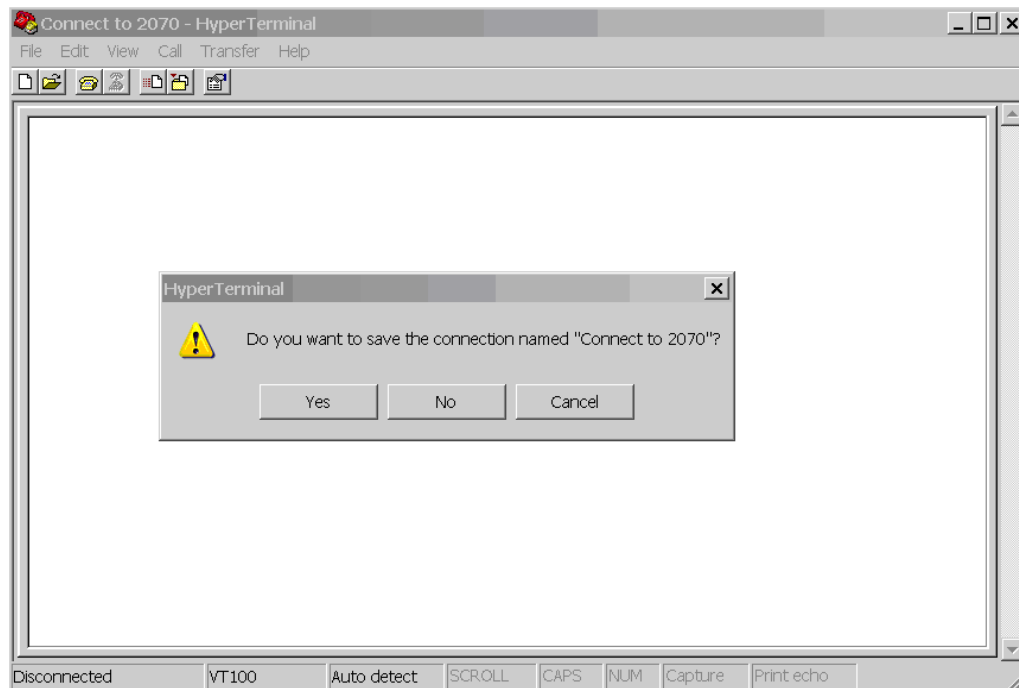 Connect to 2070 - HyperTerminal
File Edit View Call Transfer Help
HyperTerminal
Do you want to save the connection named "Connect to 2070"?
Yes No Cancel
Disconnected VT100 Auto detect SCROLL CAPS NUM Capture Print echo